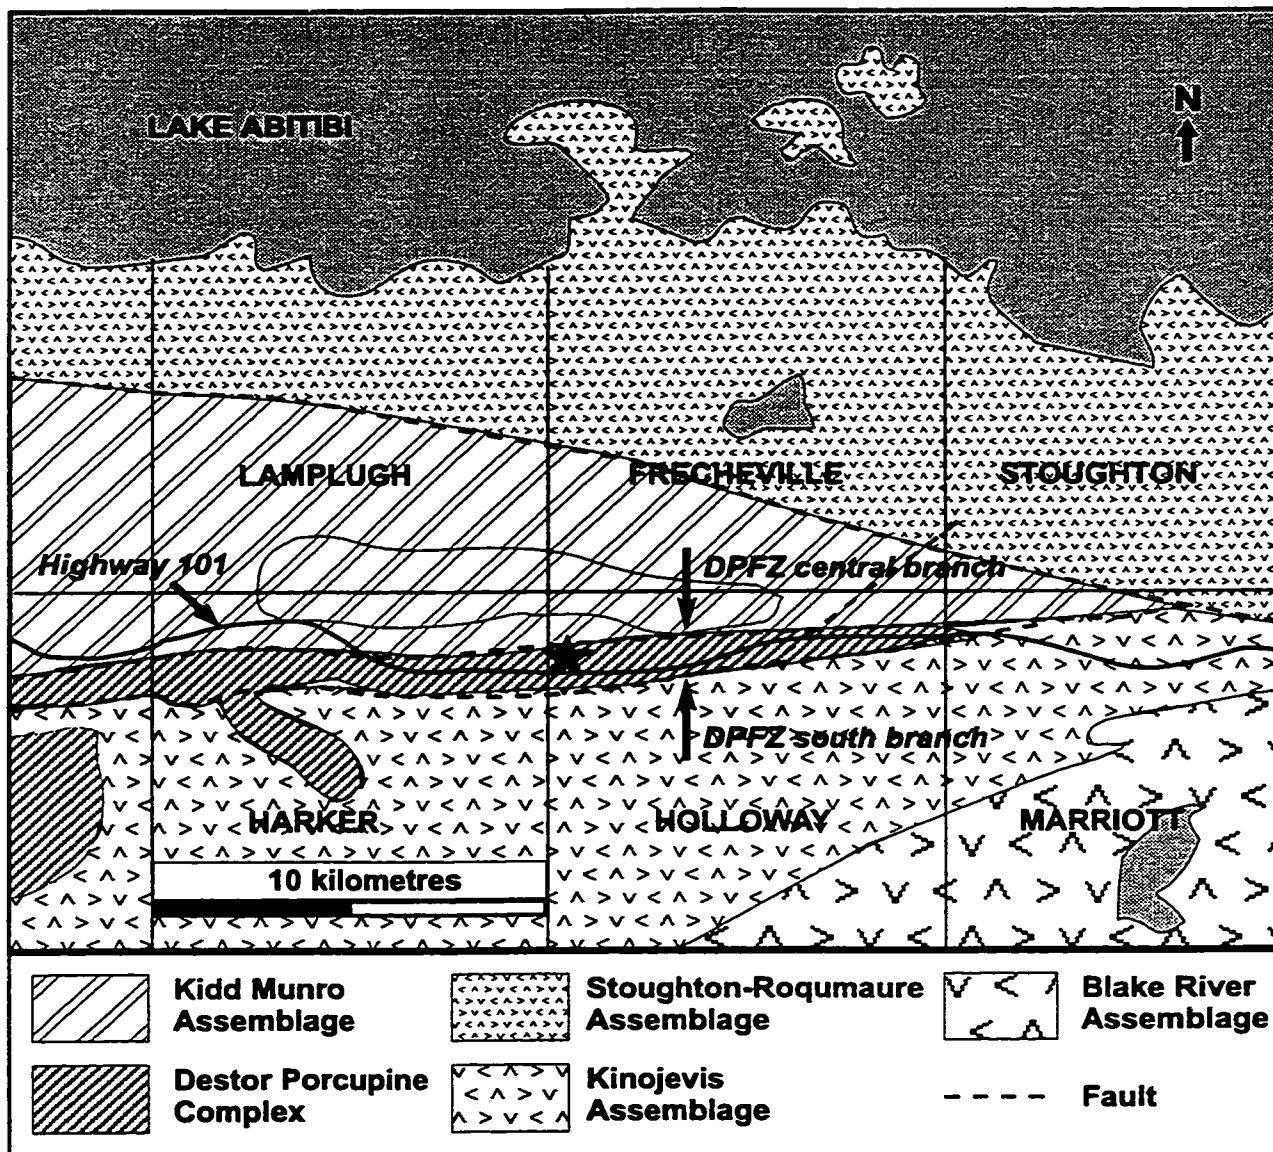 LAKE ABITIBI
N
LAMPLUGH
FRECHEVILLE
STOUGHTON
Highway 101
DPFZ central branch
DPFZ south branch
HARKER
HOLLOWAY
MARRIOTT
10 kilometres
Kidd Munro
Assemblage
Stoughton-Roqumaure
Assemblage
Blake River
Assemblage
Destor Porcupine
Complex
Kinojevis
Assemblage
Fault